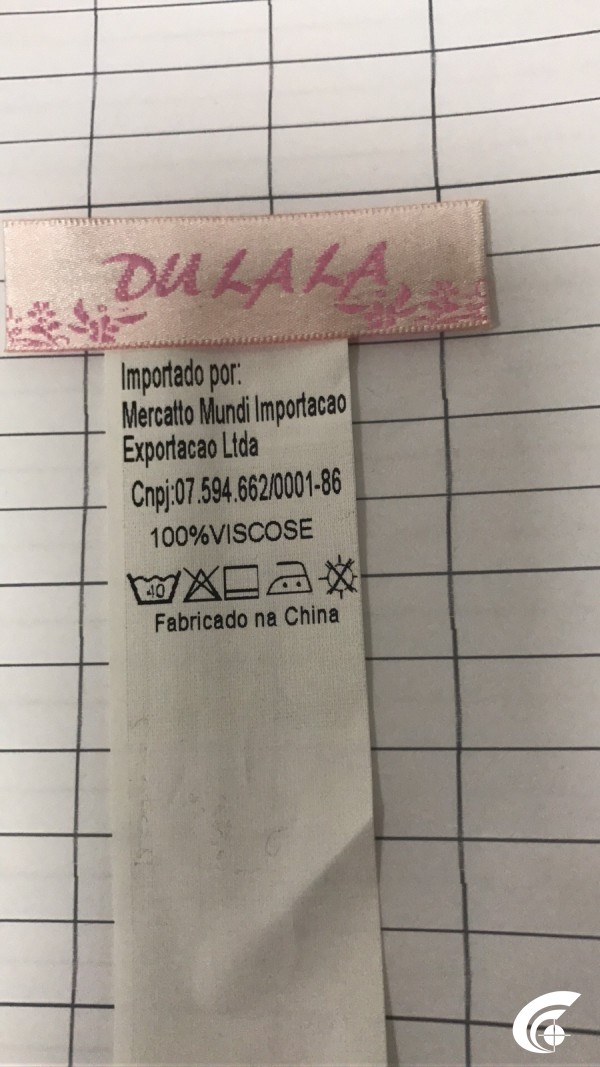 DULALA
Importado por:
Mercatto Mundi Importacao
Exportacao Ltda
Cnpj:07.594.662/0001-86
100%VISCOSE
40
Fabricado na China